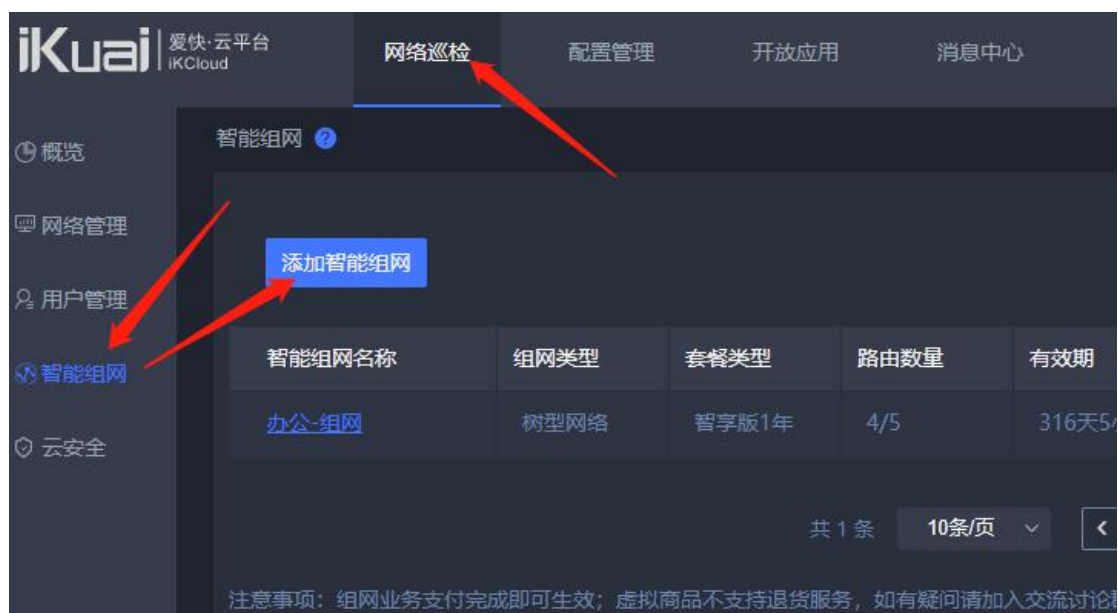 iKuai 爱快·云平台
iKCloud
网络巡检 配置管理 开放应用 消息中心
概览
网络管理
用户管理
智能组网
云安全
智能组网 ?
添加智能组网
智能组网名称 组网类型 套餐类型 路由数量 有效期
办公-组网 树型网络 智享版1年 4/5 316天5
共 1 条 10条/页 <
注意事项：组网业务支付完成即可生效；虚拟商品不支持退货服务，如有疑问请加入交流讨论